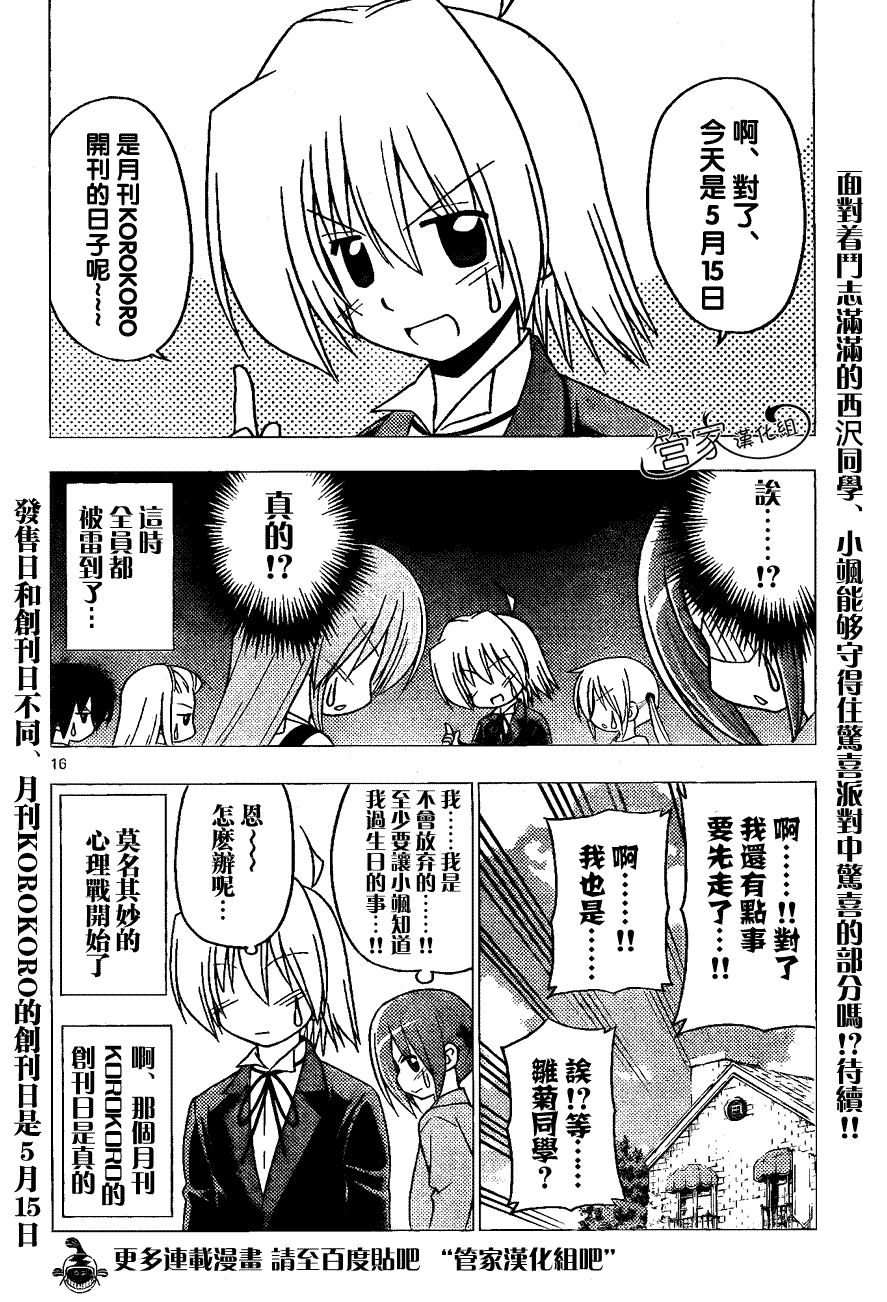 面對着鬥志滿滿的西沢同學、小颯能够守得住驚喜派對中驚喜的部分嗎!?待續!!
啊、對了、
今天是5月15日
是月刊KOROKORO
開刊的日子呢~~~
管家漢化組
誒……!?
真的!?
這時
全員都
被雷到了…
16
啊……!!對了
我還有點事
要先走了…!!
啊……!!
我也是……
誒!?等……
雛菊同學?
我……我是
不會放弃的……!!
至少要讓小颯知道
我過生日的事…!!
恩~
怎麽辦呢…
莫名其妙的
心理戰開始了
啊、那個月刊
KOROKORO的
創刊日是真的
發售日和創刊日不同、月刊KOROKORO的創刊日是5月15日
更多連載漫畫 請至百度貼吧 “管家漢化組吧”